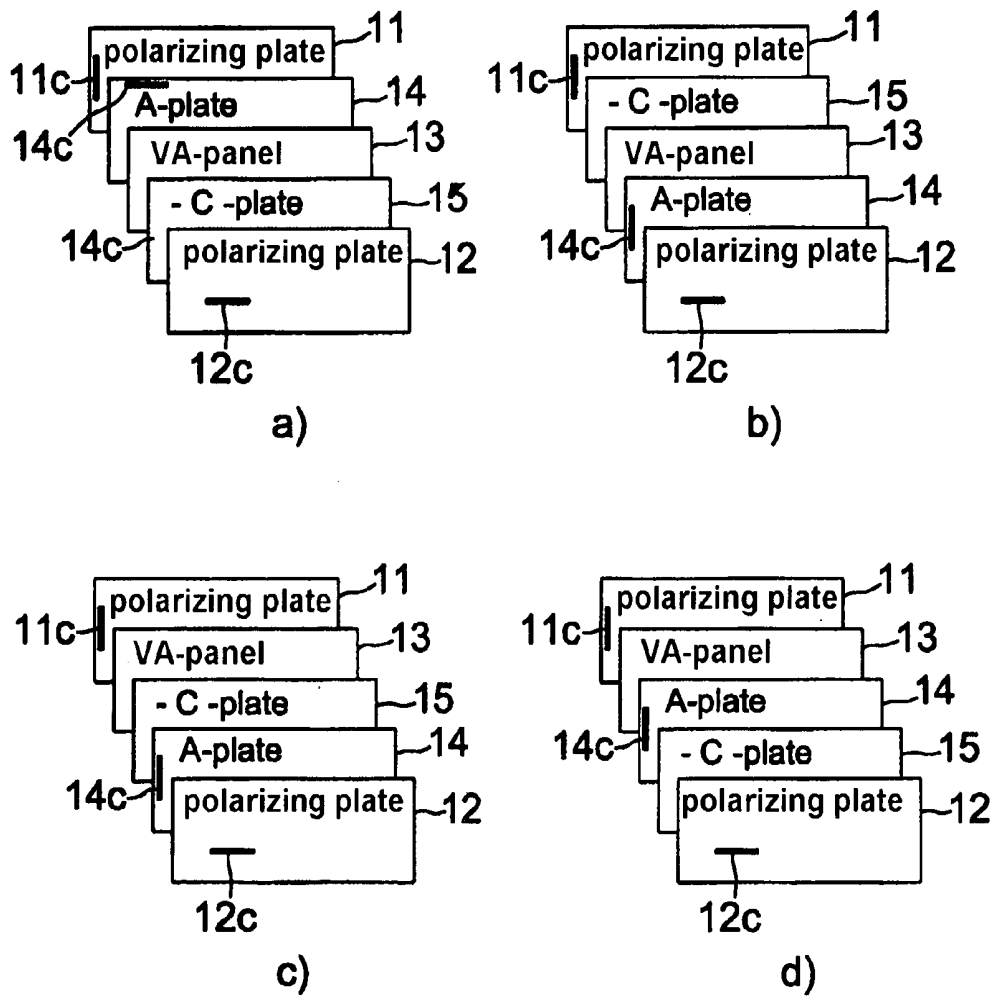 polarizing plate 11
11c
A-plate 14
14c
VA-panel 13
- C -plate 15
14c
polarizing plate 12
12c
a)
polarizing plate 11
11c
- C -plate 15
VA-panel 13
A-plate 14
14c
polarizing plate 12
12c
b)
polarizing plate 11
11c
VA-panel 13
- C -plate 15
A-plate 14
14c
polarizing plate 12
12c
c)
polarizing plate 11
11c
VA-panel 13
A-plate 14
14c
- C -plate 15
polarizing plate 12
12c
d)